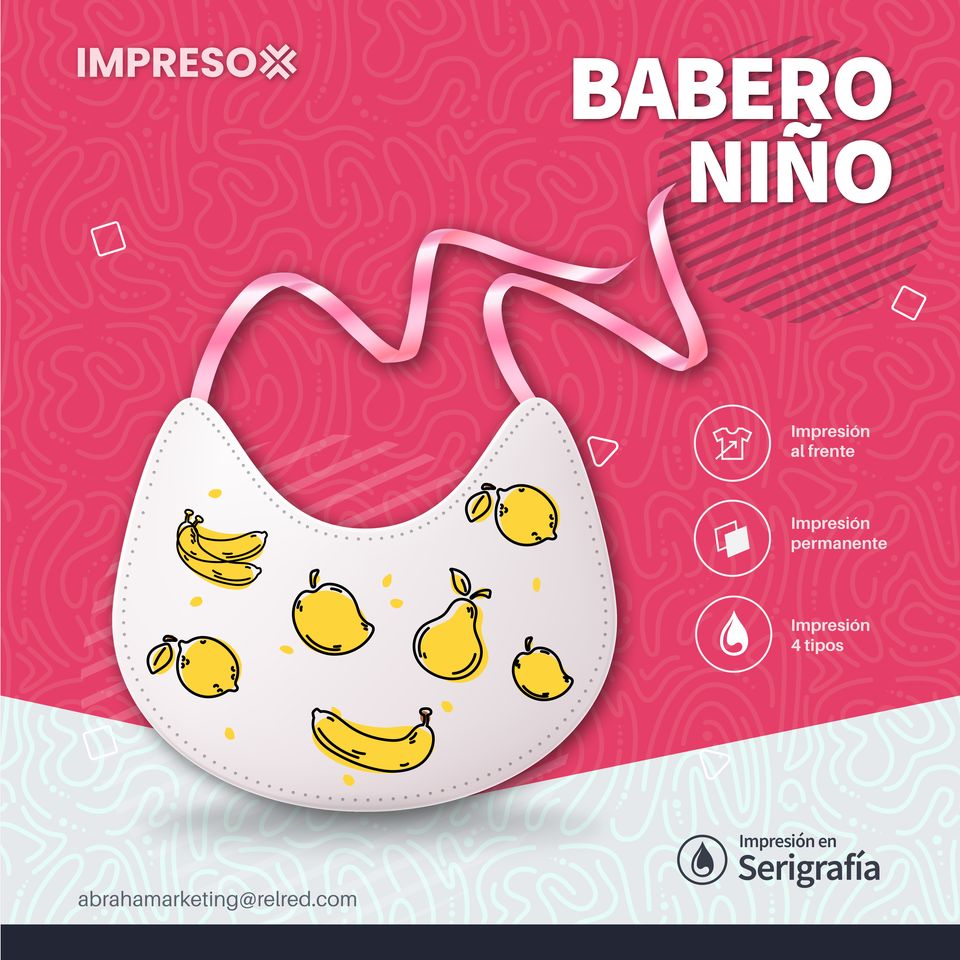 IMPRESOX
BABERO
NIÑO
Impresión
al frente
Impresión
permanente
Impresión
4 tipos
Impresión en
Serigrafía
abrahamarketing@relred.com